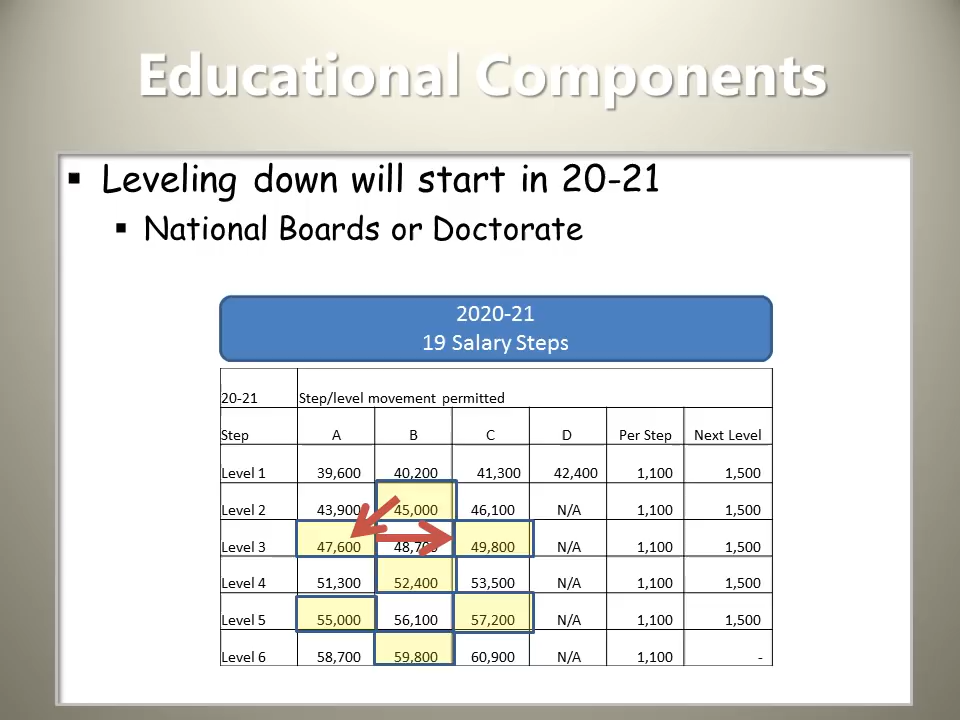 Educational Components
▪ Leveling down will start in 20-21
▪ National Boards or Doctorate
2020-21
19 Salary Steps
20-21 Step/level movement permitted
Step A B C D Per Step Next Level
Level 1 39,600 40,200 41,300 42,400 1,100 1,500
Level 2 43,900 45,000 46,100 N/A 1,100 1,500
Level 3 47,600 48,700 49,800 N/A 1,100 1,500
Level 4 51,300 52,400 53,500 N/A 1,100 1,500
Level 5 55,000 56,100 57,200 N/A 1,100 1,500
Level 6 58,700 59,800 60,900 N/A 1,100 -